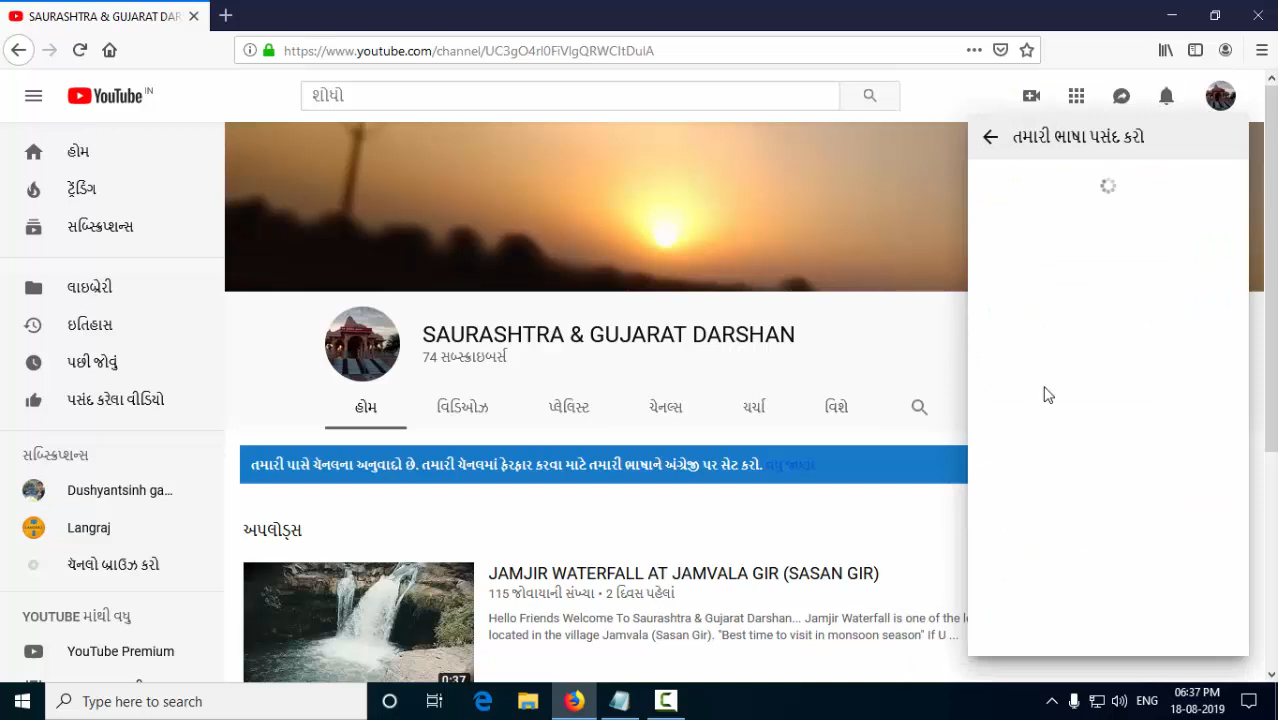 SAURASHTRA & GUJARAT DAR
https://www.youtube.com/channel/UC3gO4rl0FiVlgQRWCltDulA
YouTube IN
શોધો
તમારી ભાષા પસંદ કરો
હોમ
ટ્રેંડિંગ
સબ્સ્ક્રિપ્શન્સ
લાઇબ્રેરી
ઇતિહાસ
પછી જોવું
પસંદ કરેલા વીડિયો
સબ્સ્ક્રિપ્શન્સ
Dushyantsinh ga...
Langraj
ચૅનલો બ્રાઉઝ કરો
YOUTUBE માંથી વધુ
YouTube Premium
SAURASHTRA & GUJARAT DARSHAN
74 સબ્સ્ક્રાઇબર્સ
હોમ વિડિઓઝ પ્લેલિસ્ટ ચેનલ્સ ચર્ચા વિશે
તમારી પાસે ચૅનલના અનુવાદો છે. તમારી ચૅનલમાં ફેરફાર કરવા માટે તમારી ભાષાને અંગ્રેજી પર સેટ કરો. વધુ જાણો
અપલોડ્સ
JAMJIR WATERFALL AT JAMVALA GIR (SASAN GIR)
115 જોવાયાની સંખ્યા • 2 દિવસ પહેલાં
Hello Friends Welcome To Saurashtra & Gujarat Darshan... Jamjir Waterfall is one of the
located in the village Jamvala (Sasan Gir). "Best time to visit in monsoon season" If U ...
0:37
Type here to search
ENG
06:37 PM
18-08-2019